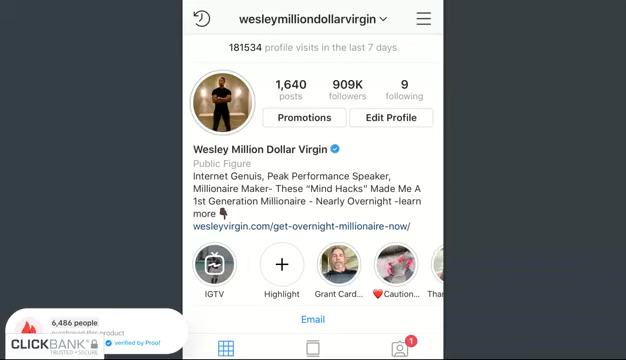 wesleymilliondollarvirgin
181534 profile visits in the last 7 days
1,640 909K 9
posts followers following
Promotions Edit Profile
Wesley Million Dollar Virgin
Public Figure
Internet Genuis, Peak Performance Speaker,
Millionaire Maker- These “Mind Hacks” Made Me A
1st Generation Millionaire - Nearly Overnight -learn
more
wesleyvirgin.com/get-overnight-millionaire-now/
IGTV Highlight Grant Card... Caution... Than
Email
1
6,486 people
purchased this product
verified by Proof
CLICKBANK
TRUSTED • SECURE